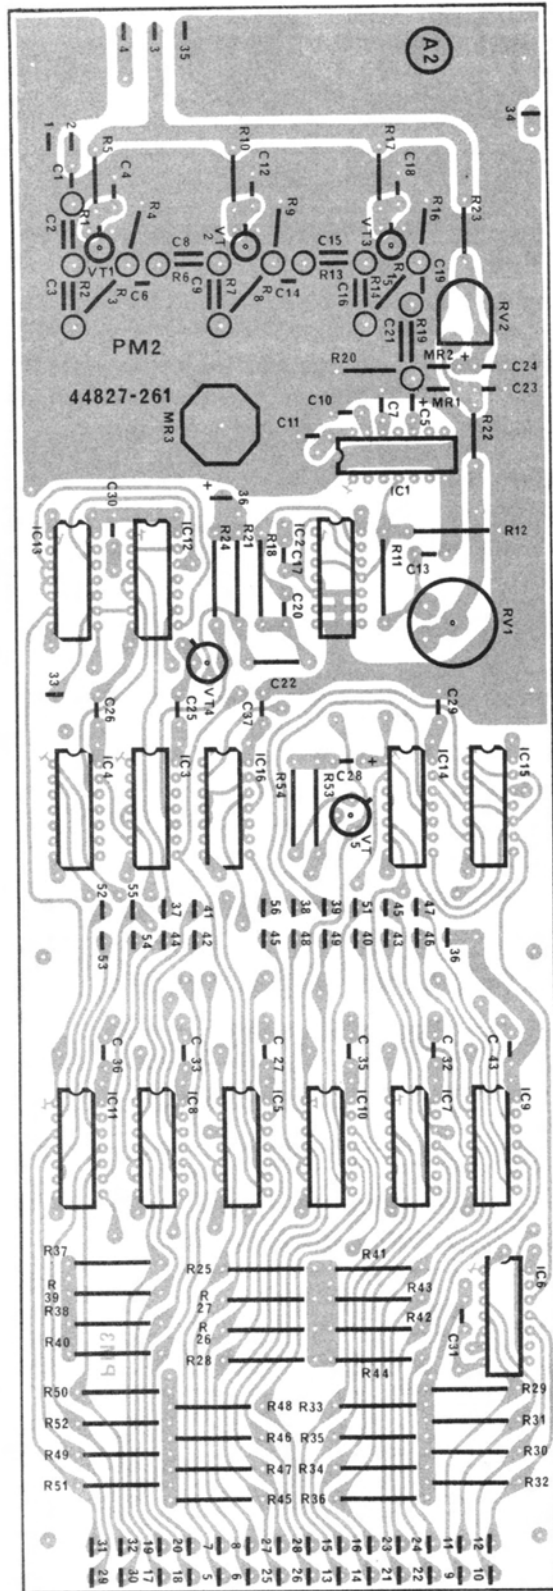 4 3 35
A2
34
1 2 C1 R5 C4 R10 C12 R17 C18
R1 C2 R4 R9 R16 R23
VT1 C8 VT2 C15 VT3 C19
C3 R2 R3 C6 R6 C9 R7 R8 C14 R13 C16 R14 R15 R19 C21
RV2
PM2
R20 MR2 + C24
MR1 C23
44827-261
MR3
C10 C7 C5 +
C11 R22
IC1
+ 36
IC13 C30 IC12 R24 R21 R18 IC2 C17 R11 R12
C13
C20
RV1
33 VT4 C22
C26 C25 C37 C29
IC4 IC3 IC16 R54 R53 C28 + IC14 IC15
VT5
52 55 37 41 56 38 39 51 45 47
53 54 44 42 45 48 49 40 43 46 36
C36 C33 C27 C35 C32 C43
IC11 IC8 IC5 IC10 IC7 IC9
R37 R25 R41 IC6
R39 R27 R43
R38 R26 R42
R40 R28 R44 C31
PM3
R50 R48 R33 R29
R52 R46 R35 R31
R49 R47 R34 R30
R51 R45 R36 R32
31 32 19 20 7 8 27 28 15 16 23 24 11 12
29 30 17 18 5 6 25 26 13 14 21 22 9 10